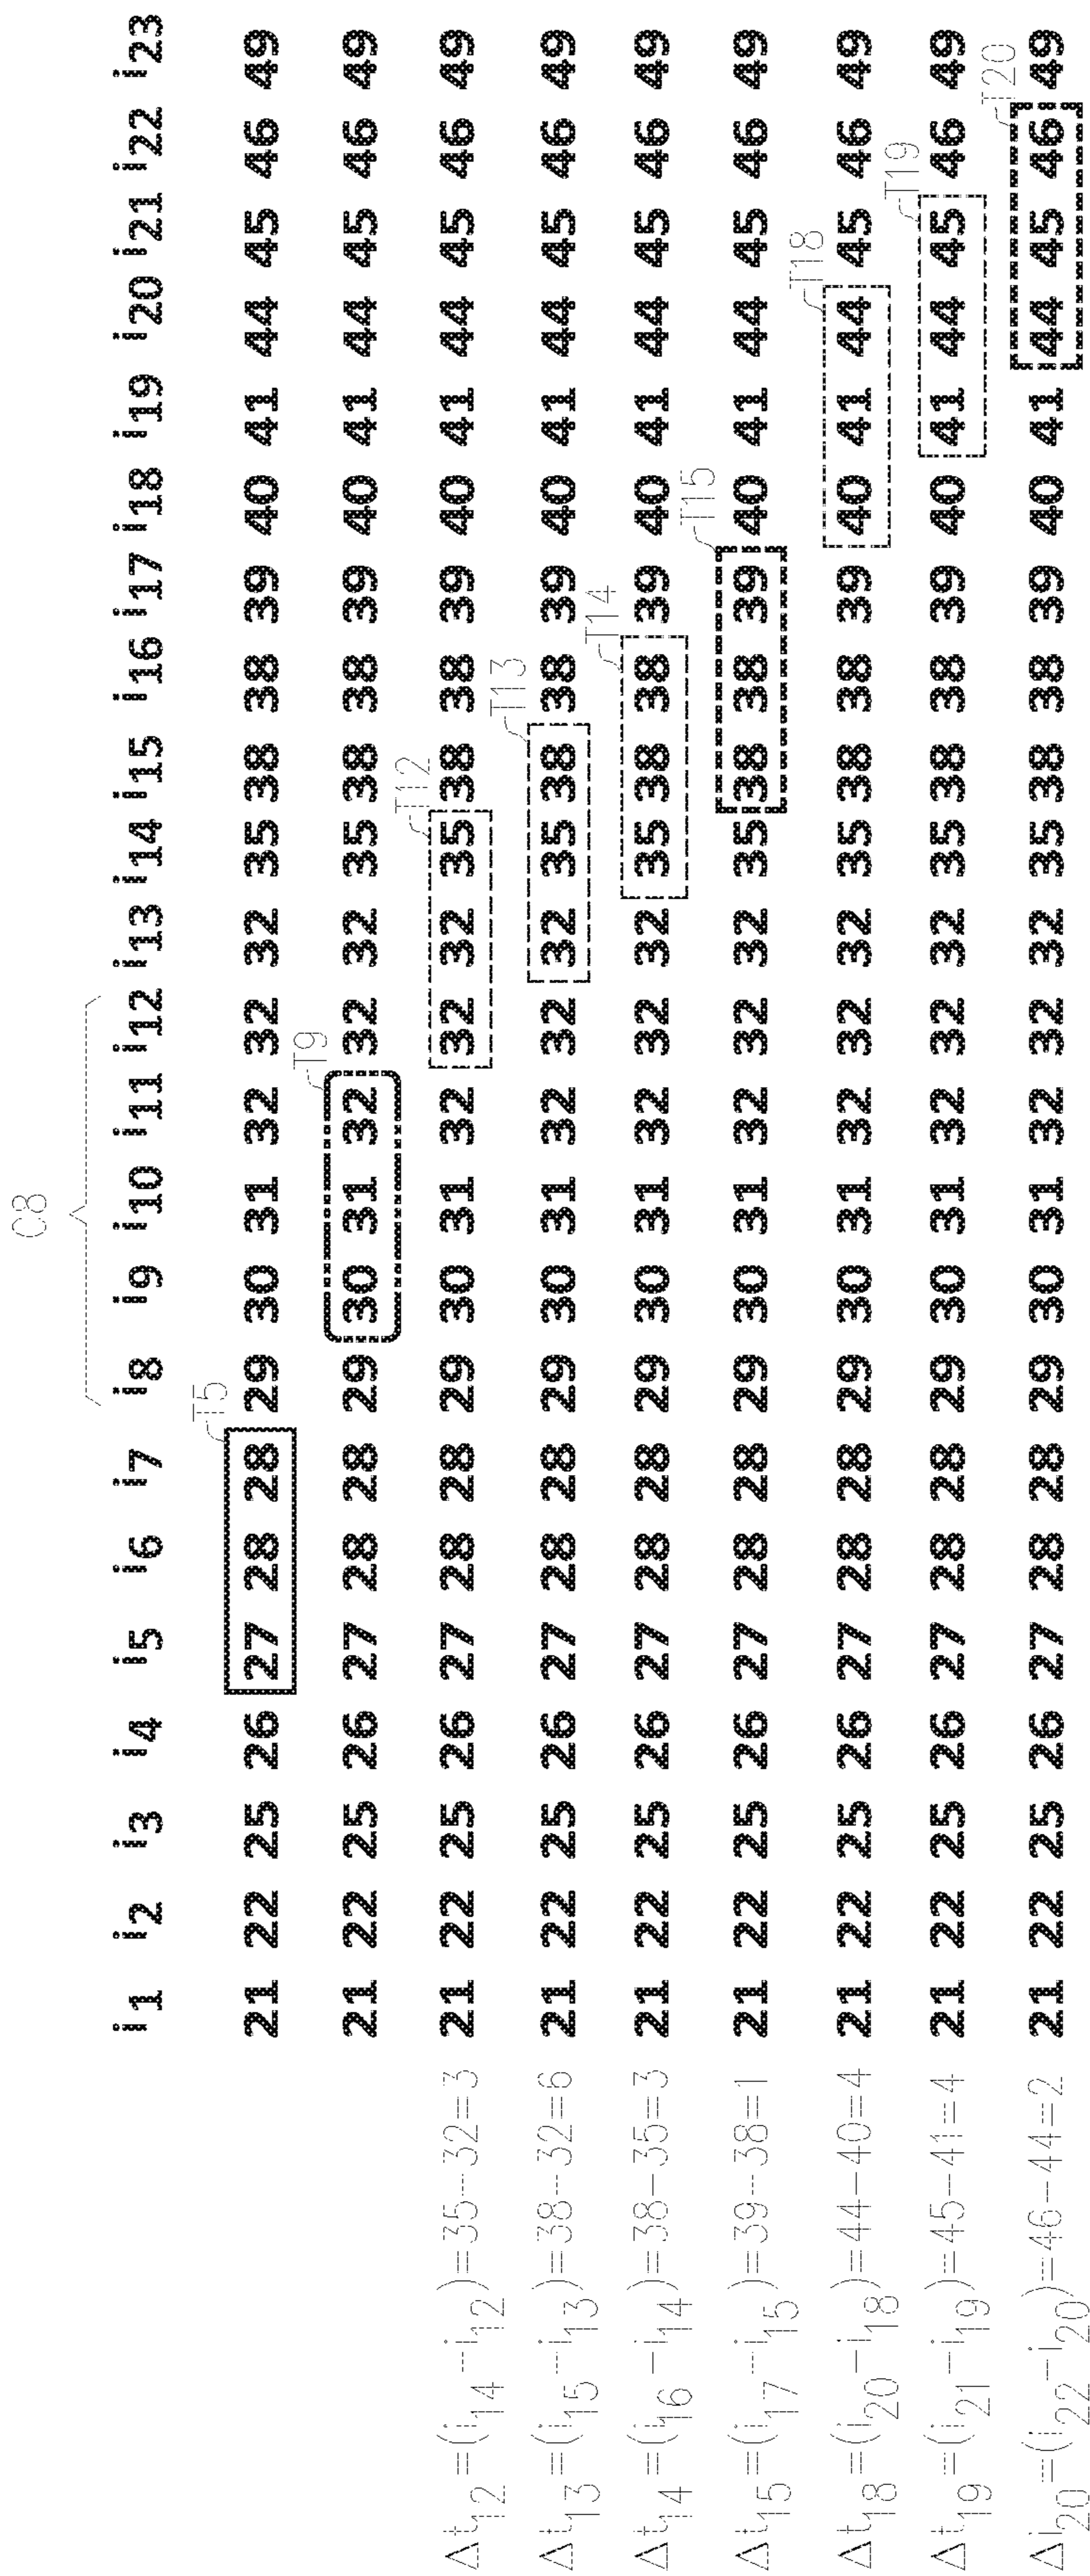 C8
i1 i2 i3 i4 i5 i6 i7 i8 i9 i10 i11 i12 i13 i14 i15 i16 i17 i18 i19 i20 i21 i22 i23
T5
21 22 25 26 27 28 28 29 30 31 32 32 32 35 38 38 39 40 41 44 45 46 49
T9
21 22 25 26 27 28 28 29 30 31 32 32 32 35 38 38 39 40 41 44 45 46 49
T12
Δt12=(i14-i12)=35-32=3 21 22 25 26 27 28 28 29 30 31 32 32 32 35 38 38 39 40 41 44 45 46 49
T13
Δt13=(i15-i13)=38-32=6 21 22 25 26 27 28 28 29 30 31 32 32 32 35 38 38 39 40 41 44 45 46 49
T14
Δt14=(i16-i14)=38-35=3 21 22 25 26 27 28 28 29 30 31 32 32 32 35 38 38 39 40 41 44 45 46 49
T15
Δt15=(i17-i15)=39-38=1 21 22 25 26 27 28 28 29 30 31 32 32 32 35 38 38 39 40 41 44 45 46 49
T18
Δt18=(i20-i18)=44-40=4 21 22 25 26 27 28 28 29 30 31 32 32 32 35 38 38 39 40 41 44 45 46 49
T19
Δt19=(i21-i19)=45-41=4 21 22 25 26 27 28 28 29 30 31 32 32 32 35 38 38 39 40 41 44 45 46 49
T20
Δi20=(i22-i20)=46-44=2 21 22 25 26 27 28 28 29 30 31 32 32 32 35 38 38 39 40 41 44 45 46 49